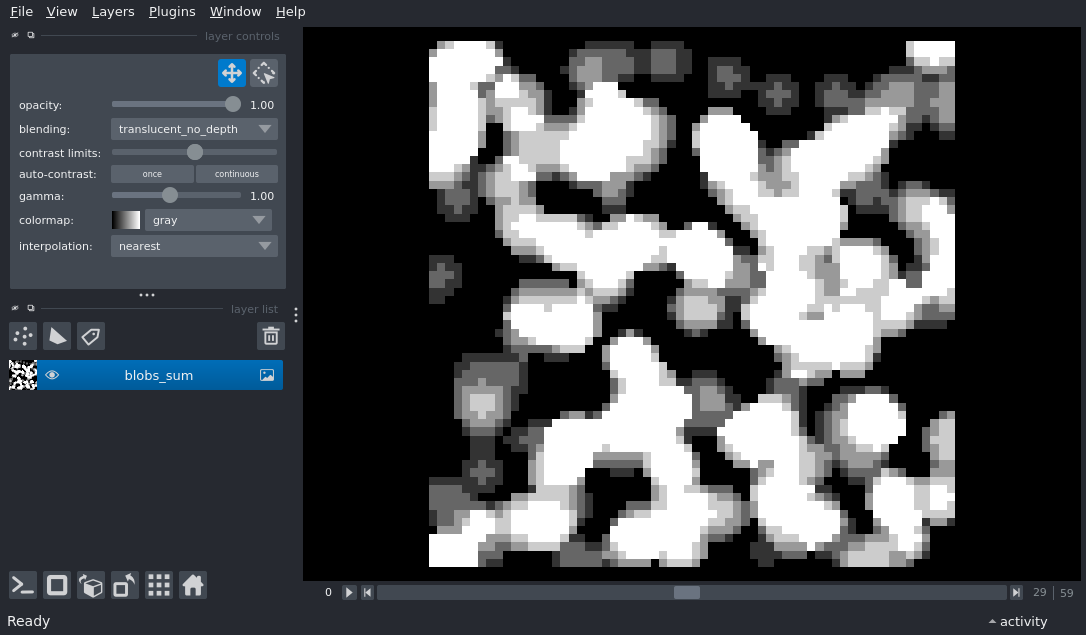 File View Layers Plugins Window Help
layer controls
opacity: 1.00
blending: translucent_no_depth
contrast limits:
auto-contrast: once continuous
gamma: 1.00
colormap: gray
interpolation: nearest
layer list
blobs_sum
0 29 59
Ready activity